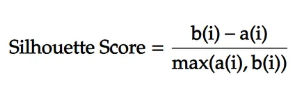 Silhouette Score = b(i) – a(i) / max(a(i), b(i))